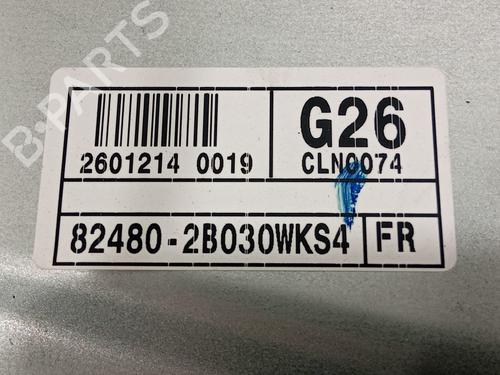 B-PARTS
G26
2601214 0019
CLN0074
82480-2B030WKS4
FR